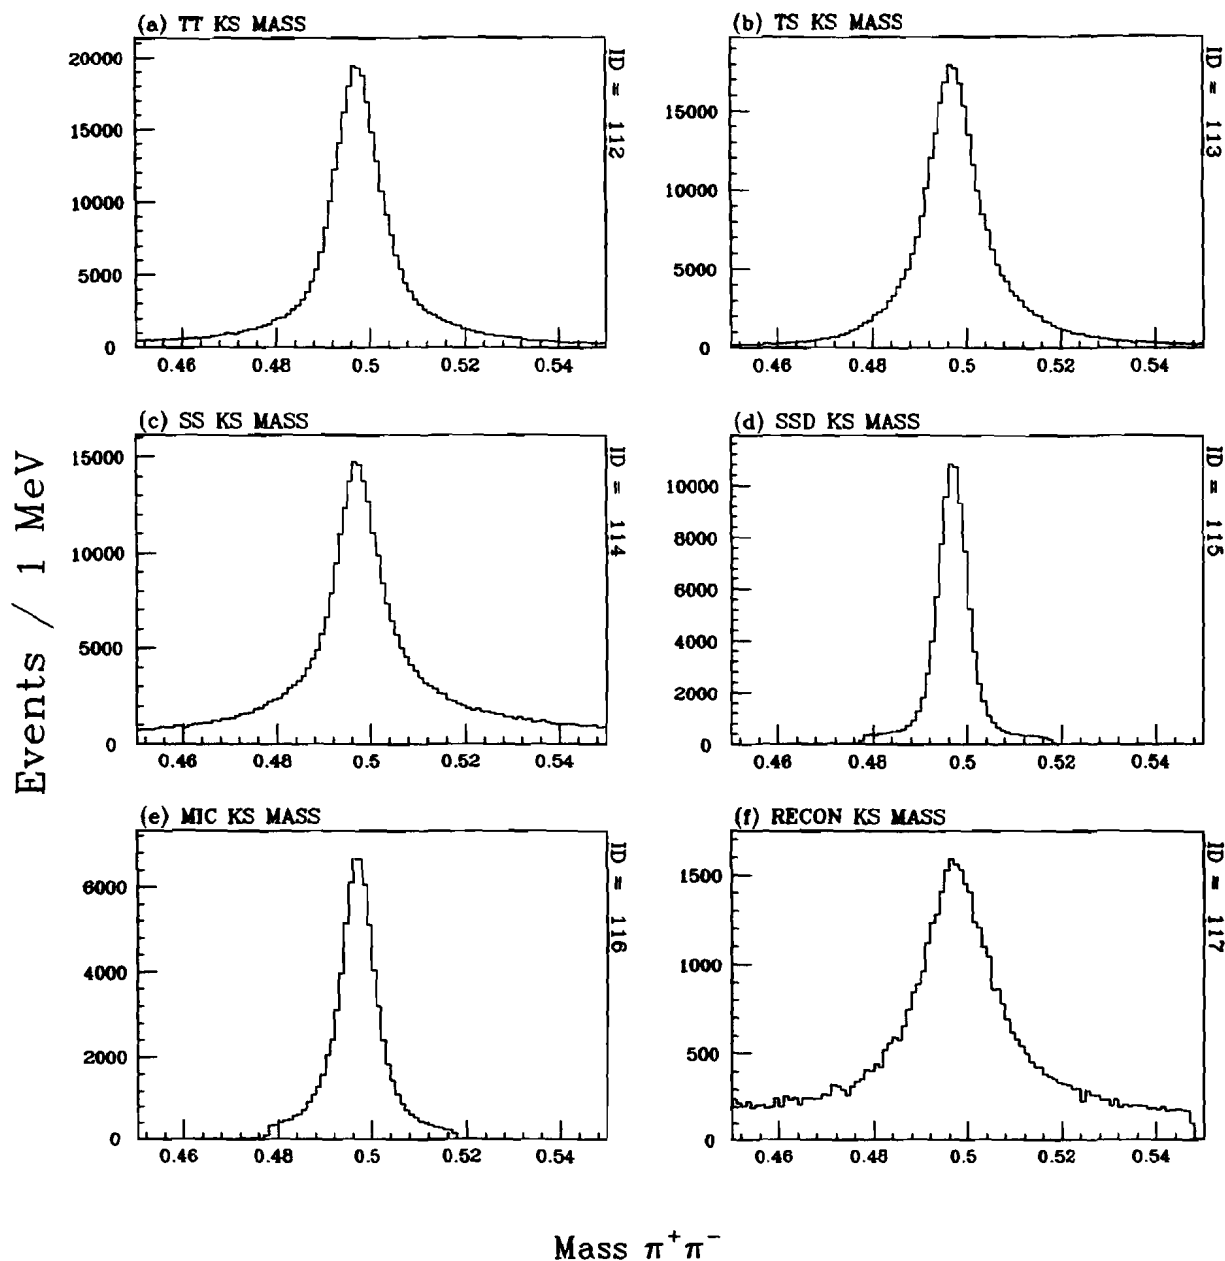 (a) TT KS MASS
20000
15000
10000
5000
0
0.46 0.48 0.5 0.52 0.54
ID = 112
(b) TS KS MASS
15000
10000
5000
0
0.46 0.48 0.5 0.52 0.54
ID = 113
(c) SS KS MASS
15000
10000
5000
0
0.46 0.48 0.5 0.52 0.54
ID = 114
(d) SSD KS MASS
10000
8000
6000
4000
2000
0
0.46 0.48 0.5 0.52 0.54
ID = 115
(e) MIC KS MASS
6000
4000
2000
0
0.46 0.48 0.5 0.52 0.54
ID = 116
(f) RECON KS MASS
1500
1000
500
0
0.46 0.48 0.5 0.52 0.54
ID = 117
Events / 1 MeV
Mass π⁺π⁻